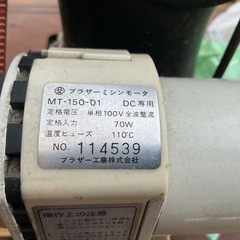 ブラザーミシンモータ
MT-150-01 DC専用
定格電圧 単相100V全波整流
定格入力 70W
温度ヒューズ 110℃
NO. 114539
ブラザー工業株式会社
操作上の注意